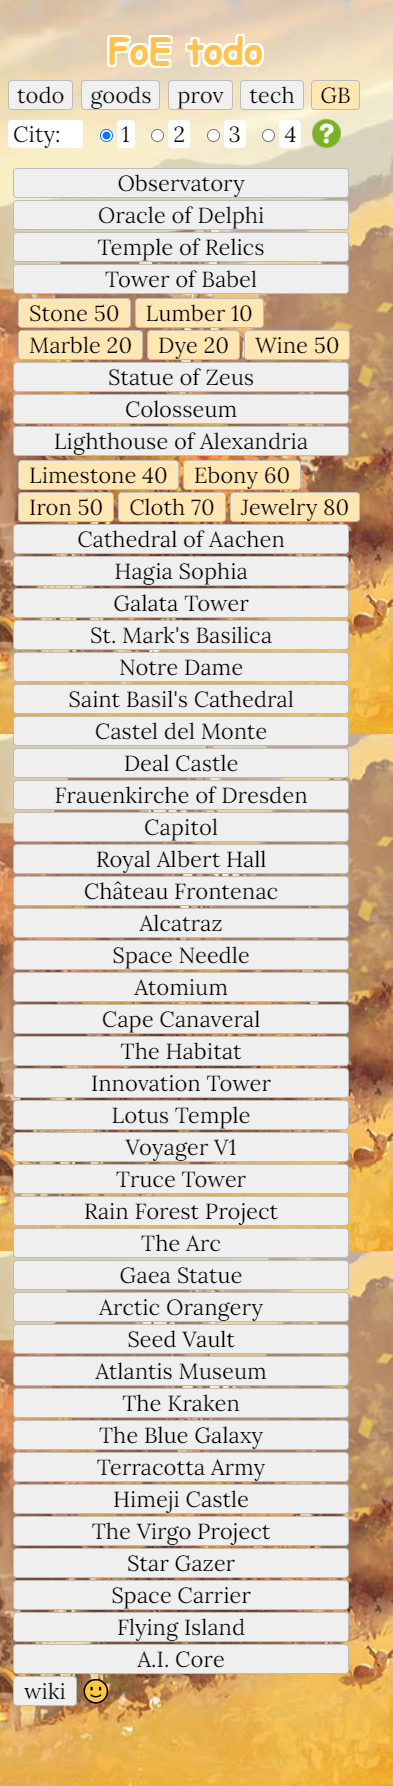 FoE todo
todo goods prov tech GB
City: 1 2 3 4 ?
Observatory
Oracle of Delphi
Temple of Relics
Tower of Babel
Stone 50 Lumber 10
Marble 20 Dye 20 Wine 50
Statue of Zeus
Colosseum
Lighthouse of Alexandria
Limestone 40 Ebony 60
Iron 50 Cloth 70 Jewelry 80
Cathedral of Aachen
Hagia Sophia
Galata Tower
St. Mark's Basilica
Notre Dame
Saint Basil's Cathedral
Castel del Monte
Deal Castle
Frauenkirche of Dresden
Capitol
Royal Albert Hall
Château Frontenac
Alcatraz
Space Needle
Atomium
Cape Canaveral
The Habitat
Innovation Tower
Lotus Temple
Voyager V1
Truce Tower
Rain Forest Project
The Arc
Gaea Statue
Arctic Orangery
Seed Vault
Atlantis Museum
The Kraken
The Blue Galaxy
Terracotta Army
Himeji Castle
The Virgo Project
Star Gazer
Space Carrier
Flying Island
A.I. Core
wiki